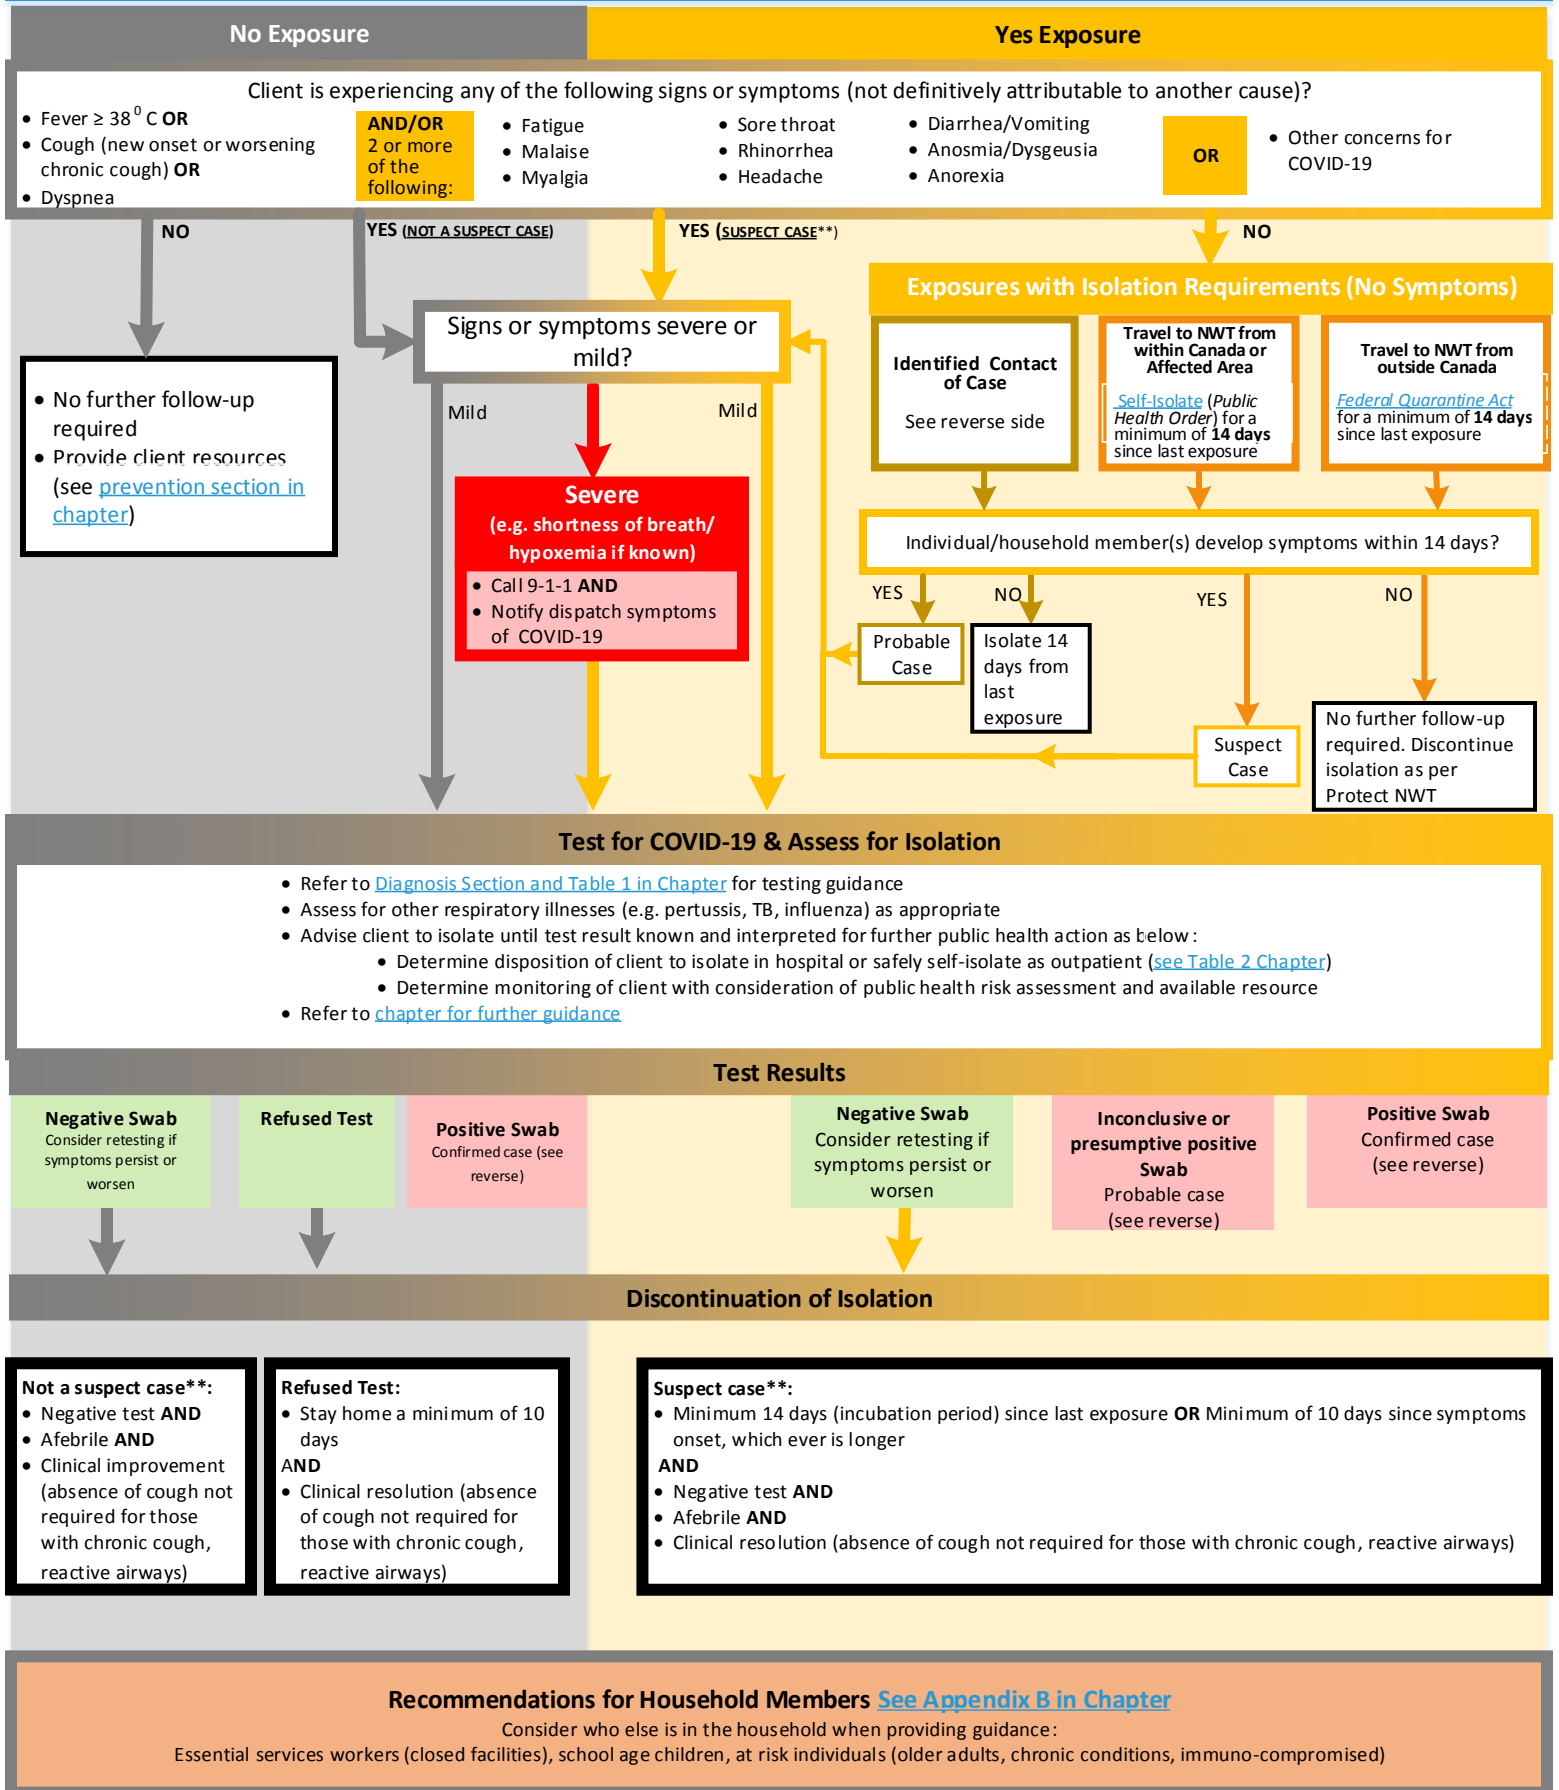 No Exposure
Yes Exposure
Client is experiencing any of the following signs or symptoms (not definitively attributable to another cause)?
• Fever ≥ 38⁰ C OR
• Cough (new onset or worsening
chronic cough) OR
• Dyspnea
AND/OR
2 or more
of the
following:
• Fatigue
• Malaise
• Myalgia
• Sore throat
• Rhinorrhea
• Headache
• Diarrhea/Vomiting
• Anosmia/Dysgeusia
• Anorexia
OR
• Other concerns for
COVID-19
NO
YES (NOT A SUSPECT CASE)
YES (SUSPECT CASE**)
NO
• No further follow-up
required
• Provide client resources
(see prevention section in
chapter)
Signs or symptoms severe or
mild?
Mild
Mild
Severe
(e.g. shortness of breath/
hypoxemia if known)
• Call 9-1-1 AND
• Notify dispatch symptoms
of COVID-19
Exposures with Isolation Requirements (No Symptoms)
Identified Contact
of Case
See reverse side
Travel to NWT from
within Canada or
Affected Area
Self-Isolate (Public
Health Order) for a
minimum of 14 days
since last exposure
Travel to NWT from
outside Canada
Federal Quarantine Act
for a minimum of 14 days
since last exposure
Individual/household member(s) develop symptoms within 14 days?
YES
NO
YES
NO
Probable
Case
Isolate 14
days from
last
exposure
Suspect
Case
No further follow-up
required. Discontinue
isolation as per
Protect NWT
Test for COVID-19 & Assess for Isolation
• Refer to Diagnosis Section and Table 1 in Chapter for testing guidance
• Assess for other respiratory illnesses (e.g. pertussis, TB, influenza) as appropriate
• Advise client to isolate until test result known and interpreted for further public health action as below:
• Determine disposition of client to isolate in hospital or safely self-isolate as outpatient (see Table 2 Chapter)
• Determine monitoring of client with consideration of public health risk assessment and available resource
• Refer to chapter for further guidance
Test Results
Negative Swab
Consider retesting if
symptoms persist or
worsen
Refused Test
Positive Swab
Confirmed case (see
reverse)
Negative Swab
Consider retesting if
symptoms persist or
worsen
Inconclusive or
presumptive positive
Swab
Probable case
(see reverse)
Positive Swab
Confirmed case
(see reverse)
Discontinuation of Isolation
Not a suspect case**:
• Negative test AND
• Afebrile AND
• Clinical improvement
(absence of cough not
required for those
with chronic cough,
reactive airways)
Refused Test:
• Stay home a minimum of 10
days
AND
• Clinical resolution (absence
of cough not required for
those with chronic cough,
reactive airways)
Suspect case**:
• Minimum 14 days (incubation period) since last exposure OR Minimum of 10 days since symptoms
onset, which ever is longer
AND
• Negative test AND
• Afebrile AND
• Clinical resolution (absence of cough not required for those with chronic cough, reactive airways)
Recommendations for Household Members See Appendix B in Chapter
Consider who else is in the household when providing guidance:
Essential services workers (closed facilities), school age children, at risk individuals (older adults, chronic conditions, immuno-compromised)